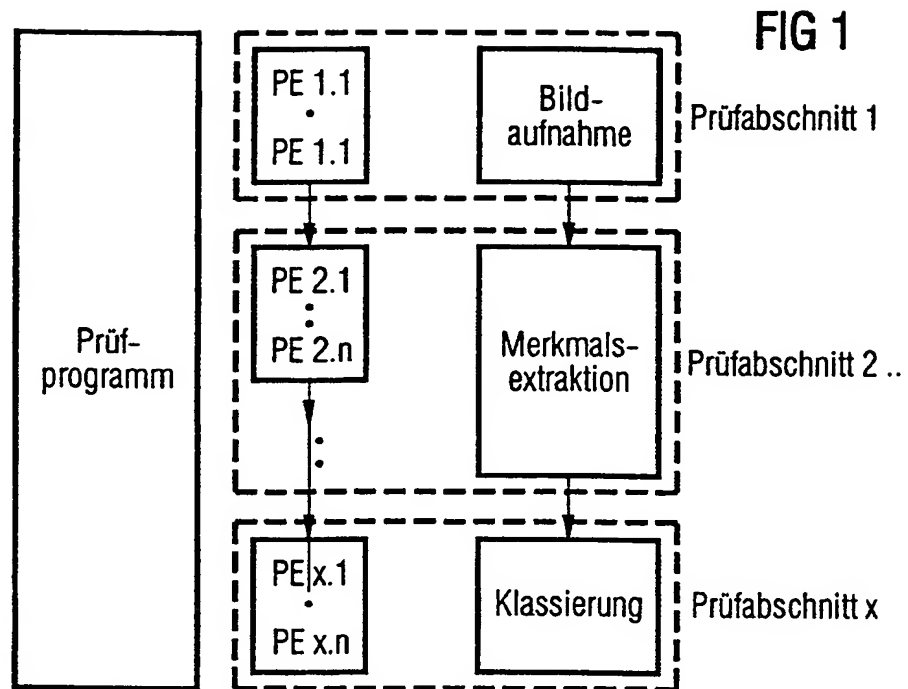 FIG 1
PE 1.1
•
PE 1.1
Bild-
aufnahme
Prüfabschnitt 1
Prüf-
programm
PE 2.1
PE 2.n
Merkmals-
extraktion
Prüfabschnitt 2 ..
PE x.1
•
PE x.n
Klassierung
Prüfabschnitt x